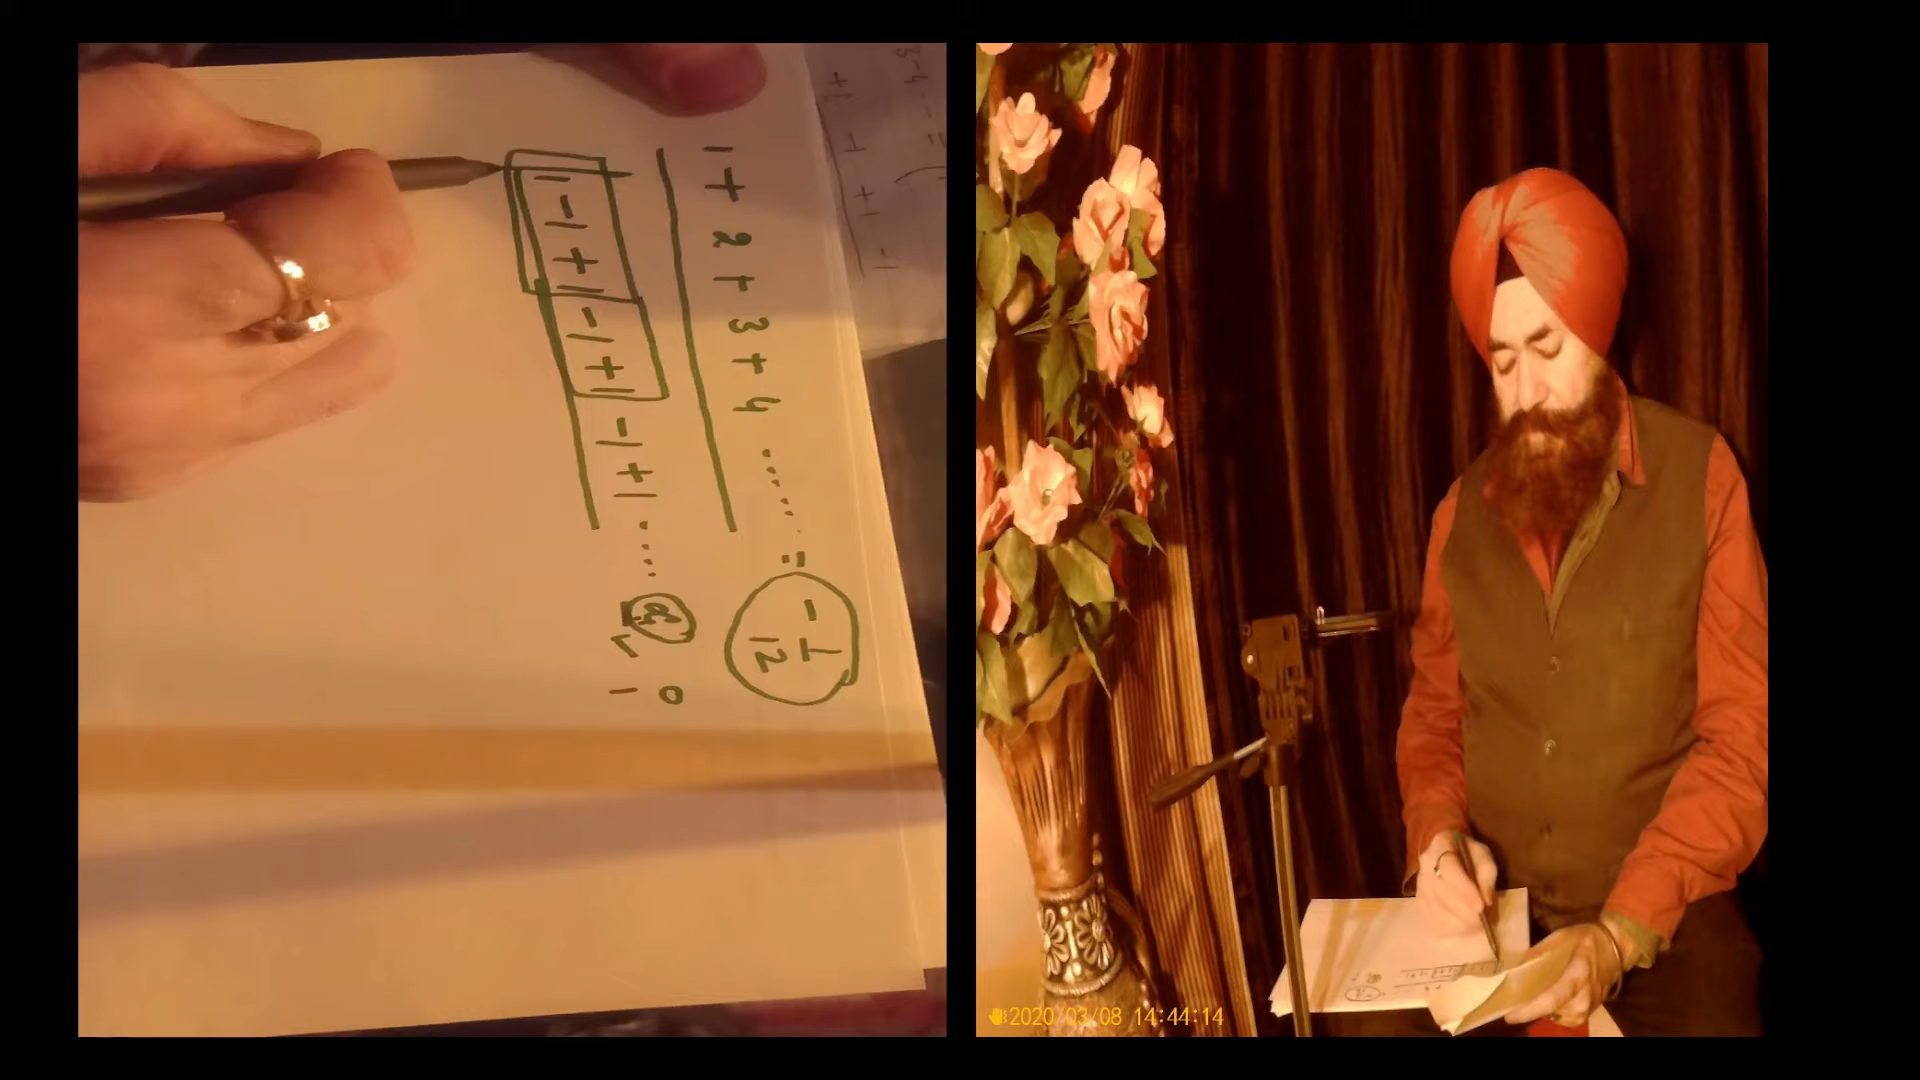 1 + 2 + 3 + 4 ...... = - 1/12
1 - 1 + 1 - 1 + 1 - 1 + 1 ......
0
1
2020/03/08 14:44:14